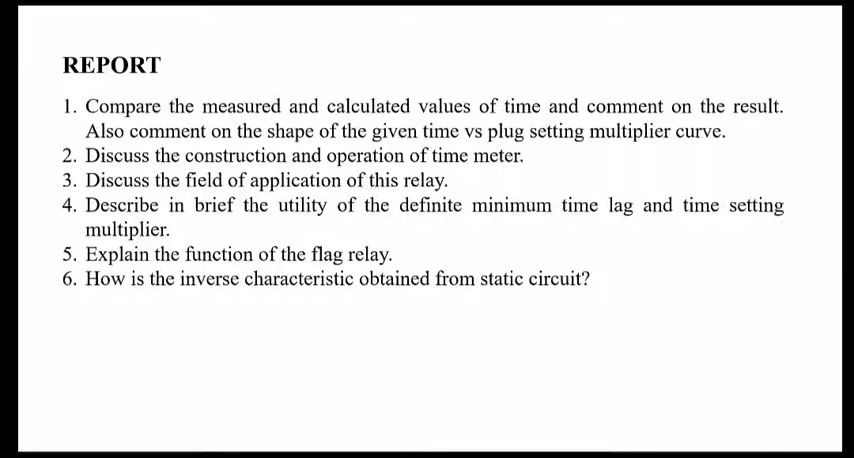 REPORT
1. Compare the measured and calculated values of time and comment on the result.
Also comment on the shape of the given time vs plug setting multiplier curve.
2. Discuss the construction and operation of time meter.
3. Discuss the field of application of this relay.
4. Describe in brief the utility of the definite minimum time lag and time setting
multiplier.
5. Explain the function of the flag relay.
6. How is the inverse characteristic obtained from static circuit?